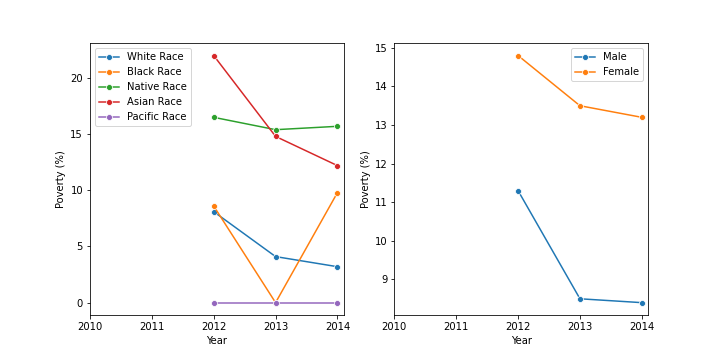 White Race
Black Race
Native Race
Asian Race
Pacific Race
20
15
10
5
0
Poverty (%)
2010 2011 2012 2013 2014
Year
Male
Female
15
14
13
12
11
10
9
Poverty (%)
2010 2011 2012 2013 2014
Year